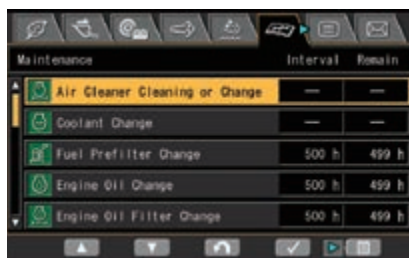 Maintenance Interval Remain
Air Cleaner Cleaning or Change — —
Coolant Change — —
Fuel Prefilter Change 500 h 499 h
Engine Oil Change 500 h 499 h
Engine Oil Filter Change 500 h 499 h